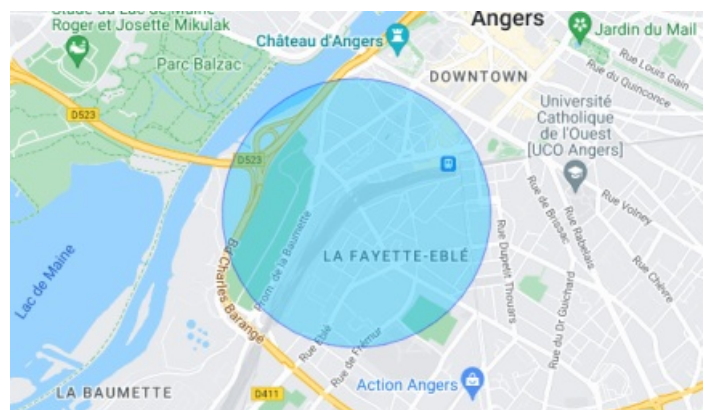 Stade du Lac de Maine
Roger et Josette Mikulak
Parc Balzac
Château d'Angers
Angers
Jardin du Mail
Rue Louis Gain
Rue du Quinconce
DOWNTOWN
D523
D523
Université
Catholique
de l'Ouest
[UCO Angers]
Rue Volney
Rue de Brissac
Rue Rabelais
Rue Chèvre
Lac de Maine
Bd Charles Barangé
Prom. de la Baumette
LA FAYETTE-EBLÉ
Rue Dupetit Thouars
Rue du Dr Guichard
Rue Eblé
Rue de Frémur
LA BAUMETTE
D411
Action Angers